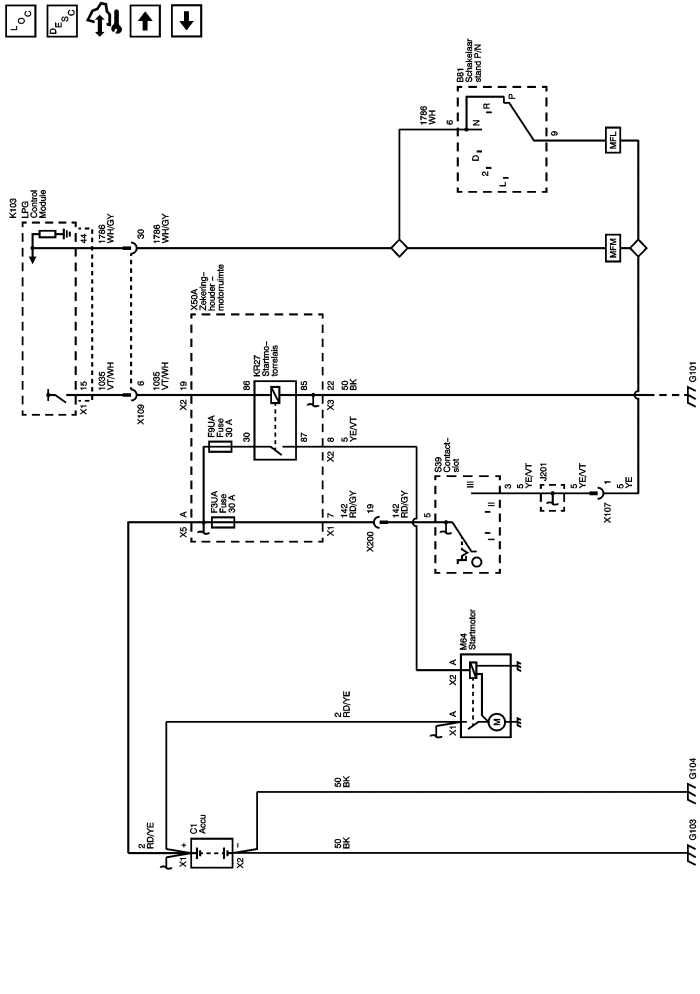 LOC
DESC
B81
Schakelaar
stand P/N
1786
WH
6
N
R
P
D
2
L
9
MFL
K103
LPG
Control
Module
44
1786
WH/GY
30
1786
WH/GY
MFM
X50A
Zekering–
houder –
motorruimte
KR27
Startmo–
torrelais
X1
15
1035
VT/WH
X109
6
1035
VT/WH
X2
19
86
85
X3
22
50
BK
G101
F9UA
Fuse
30 A
30
87
X2
8
5
YE/VT
S39
Contact–
slot
III
II
I
3
5
YE/VT
J201
5
YE/VT
X107
1
5
YE
X5
A
F3UA
Fuse
30 A
X1
7
142
RD/GY
X200
19
142
RD/GY
5
0
M64
Startmotor
X2
A
X1
A
M
2
RD/YE
50
BK
G104
2
RD/YE
C1
Accu
X1
+
X2
–
50
BK
G103